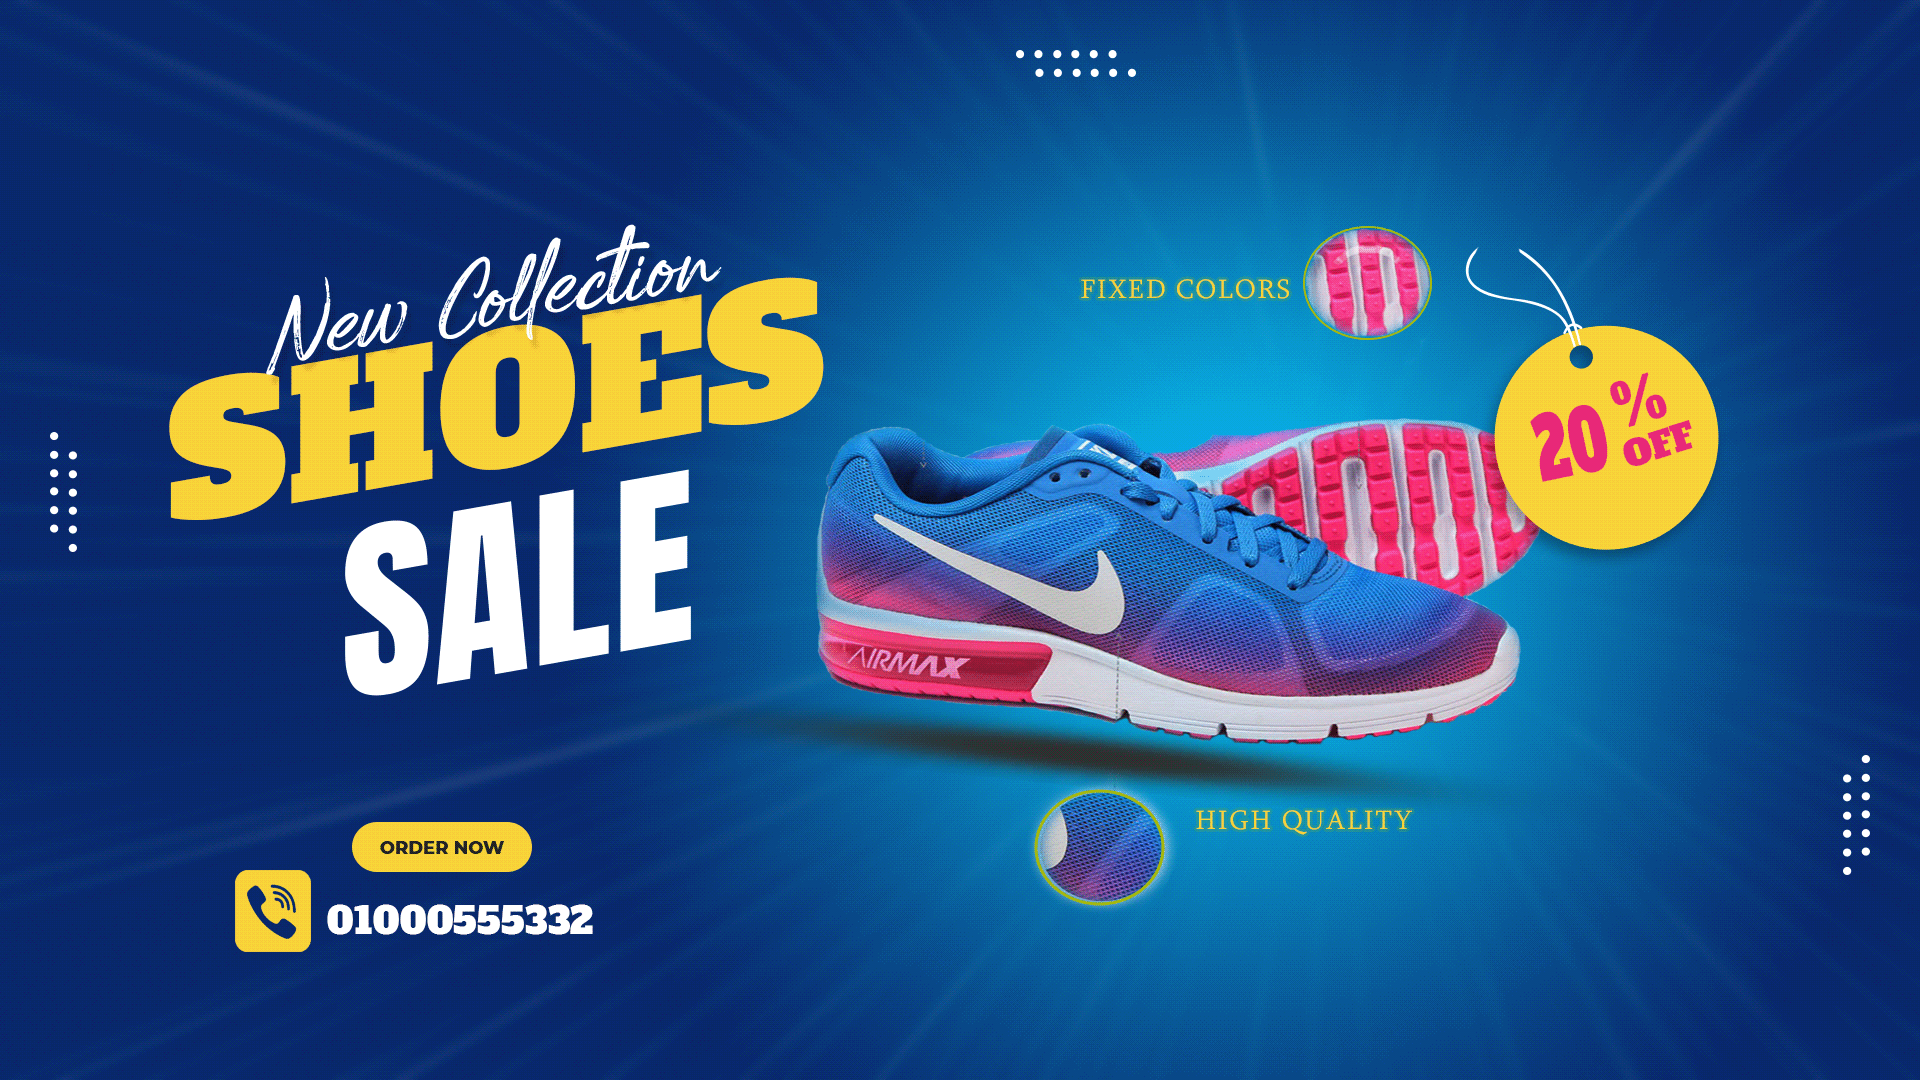 New Collection
SHOES
SALE
FIXED COLORS
20% OFF
AIRMAX
HIGH QUALITY
ORDER NOW
01000555332